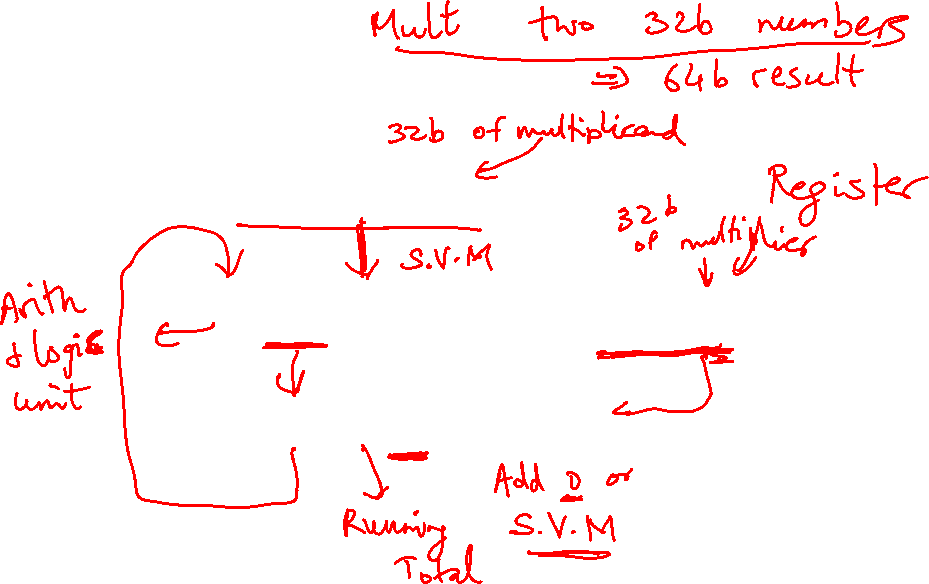 Mult two 32b numbers
⇒ 64b result
32b of multiplicand
Register
32b
of multiplier
S.V.M
Arith
& logic
unit
Add 0 or
S.V.M
Running
Total